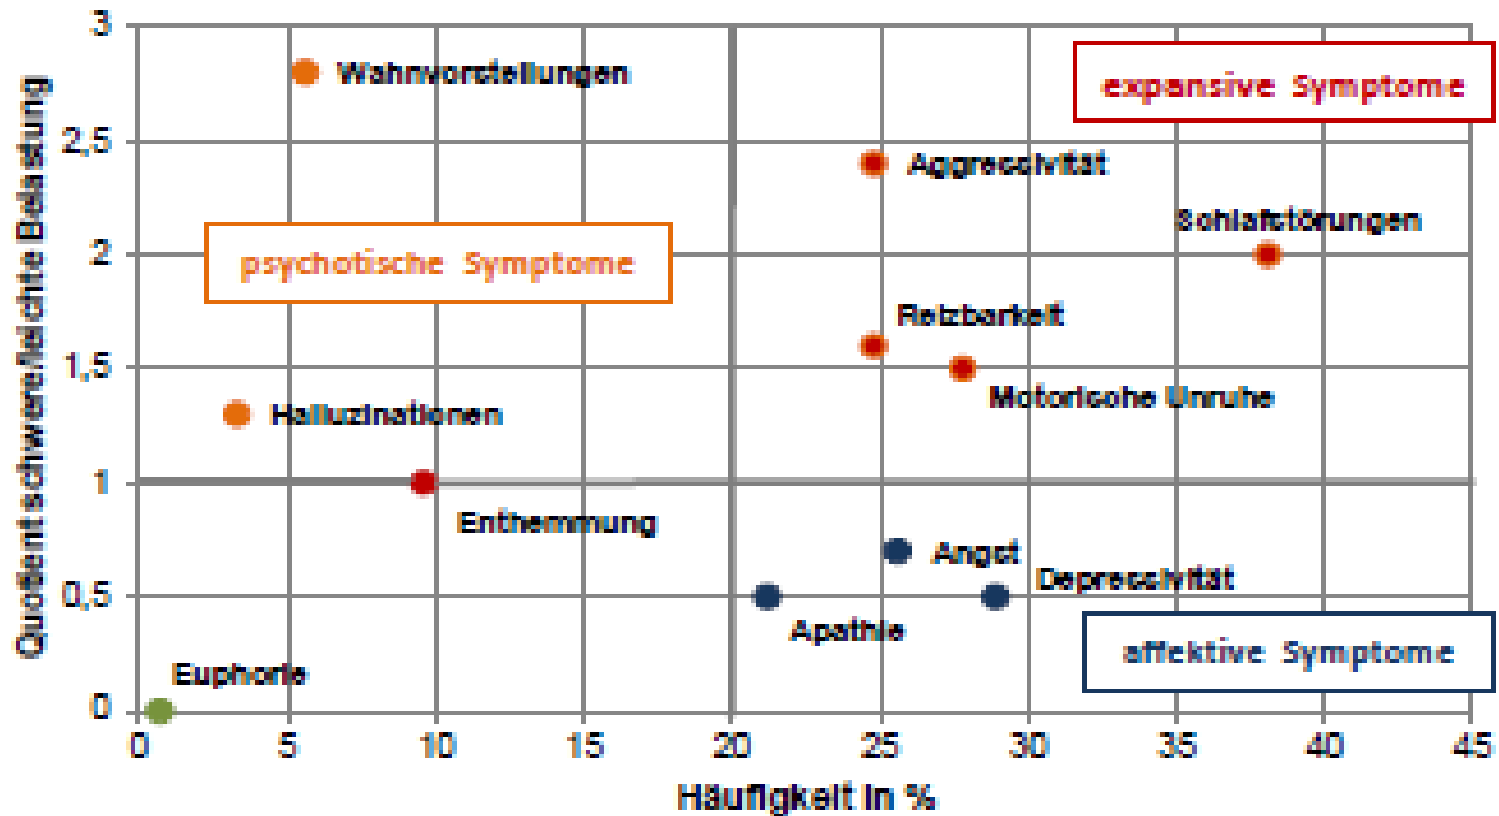 3
2,5
2
1,5
1
0,5
0
0 5 10 15 20 25 30 35 40 45
Quotient schwere/leichte Belastung
Häufigkeit in %
Wahnvorstellungen
expansive Symptome
Aggressivität
Schlafstörungen
psychotische Symptome
Reizbarkeit
Motorische Unruhe
Halluzinationen
Enthemmung
Angst
Depressivität
Apathie
affektive Symptome
Euphorie